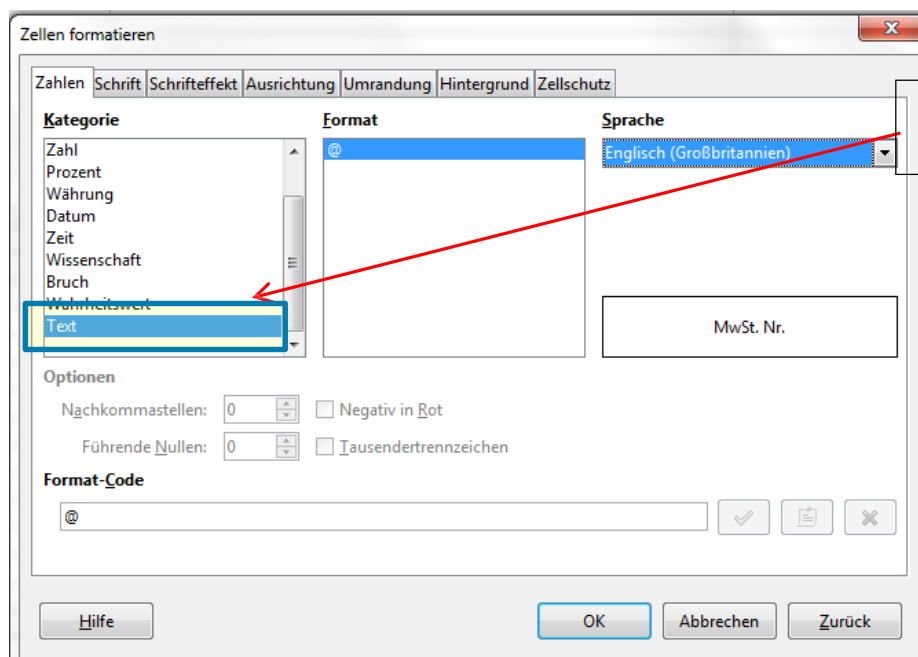 Zellen formatieren
Zahlen Schrift Schrifteffekt Ausrichtung Umrandung Hintergrund Zellschutz
Kategorie Format Sprache
Zahl @ Englisch (Großbritannien)
Prozent
Währung
Datum
Zeit
Wissenschaft
Bruch
Wahrheitswert
Text
MwSt. Nr.
Optionen
Nachkommastellen: 0 Negativ in Rot
Führende Nullen: 0 Tausendertrennzeichen
Format-Code
@
Hilfe OK Abbrechen Zurück